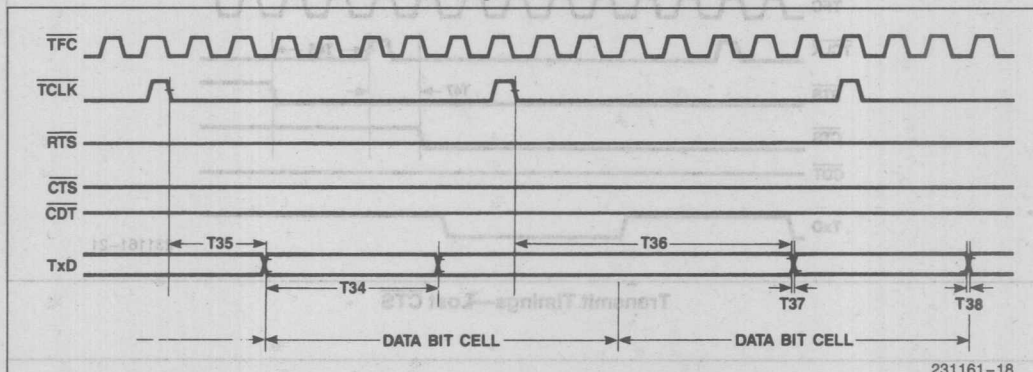 TFC
TCLK
RTS
CTS
CDT
TxD
T35
T36
T34
T37
T38
DATA BIT CELL
DATA BIT CELL
231161-18